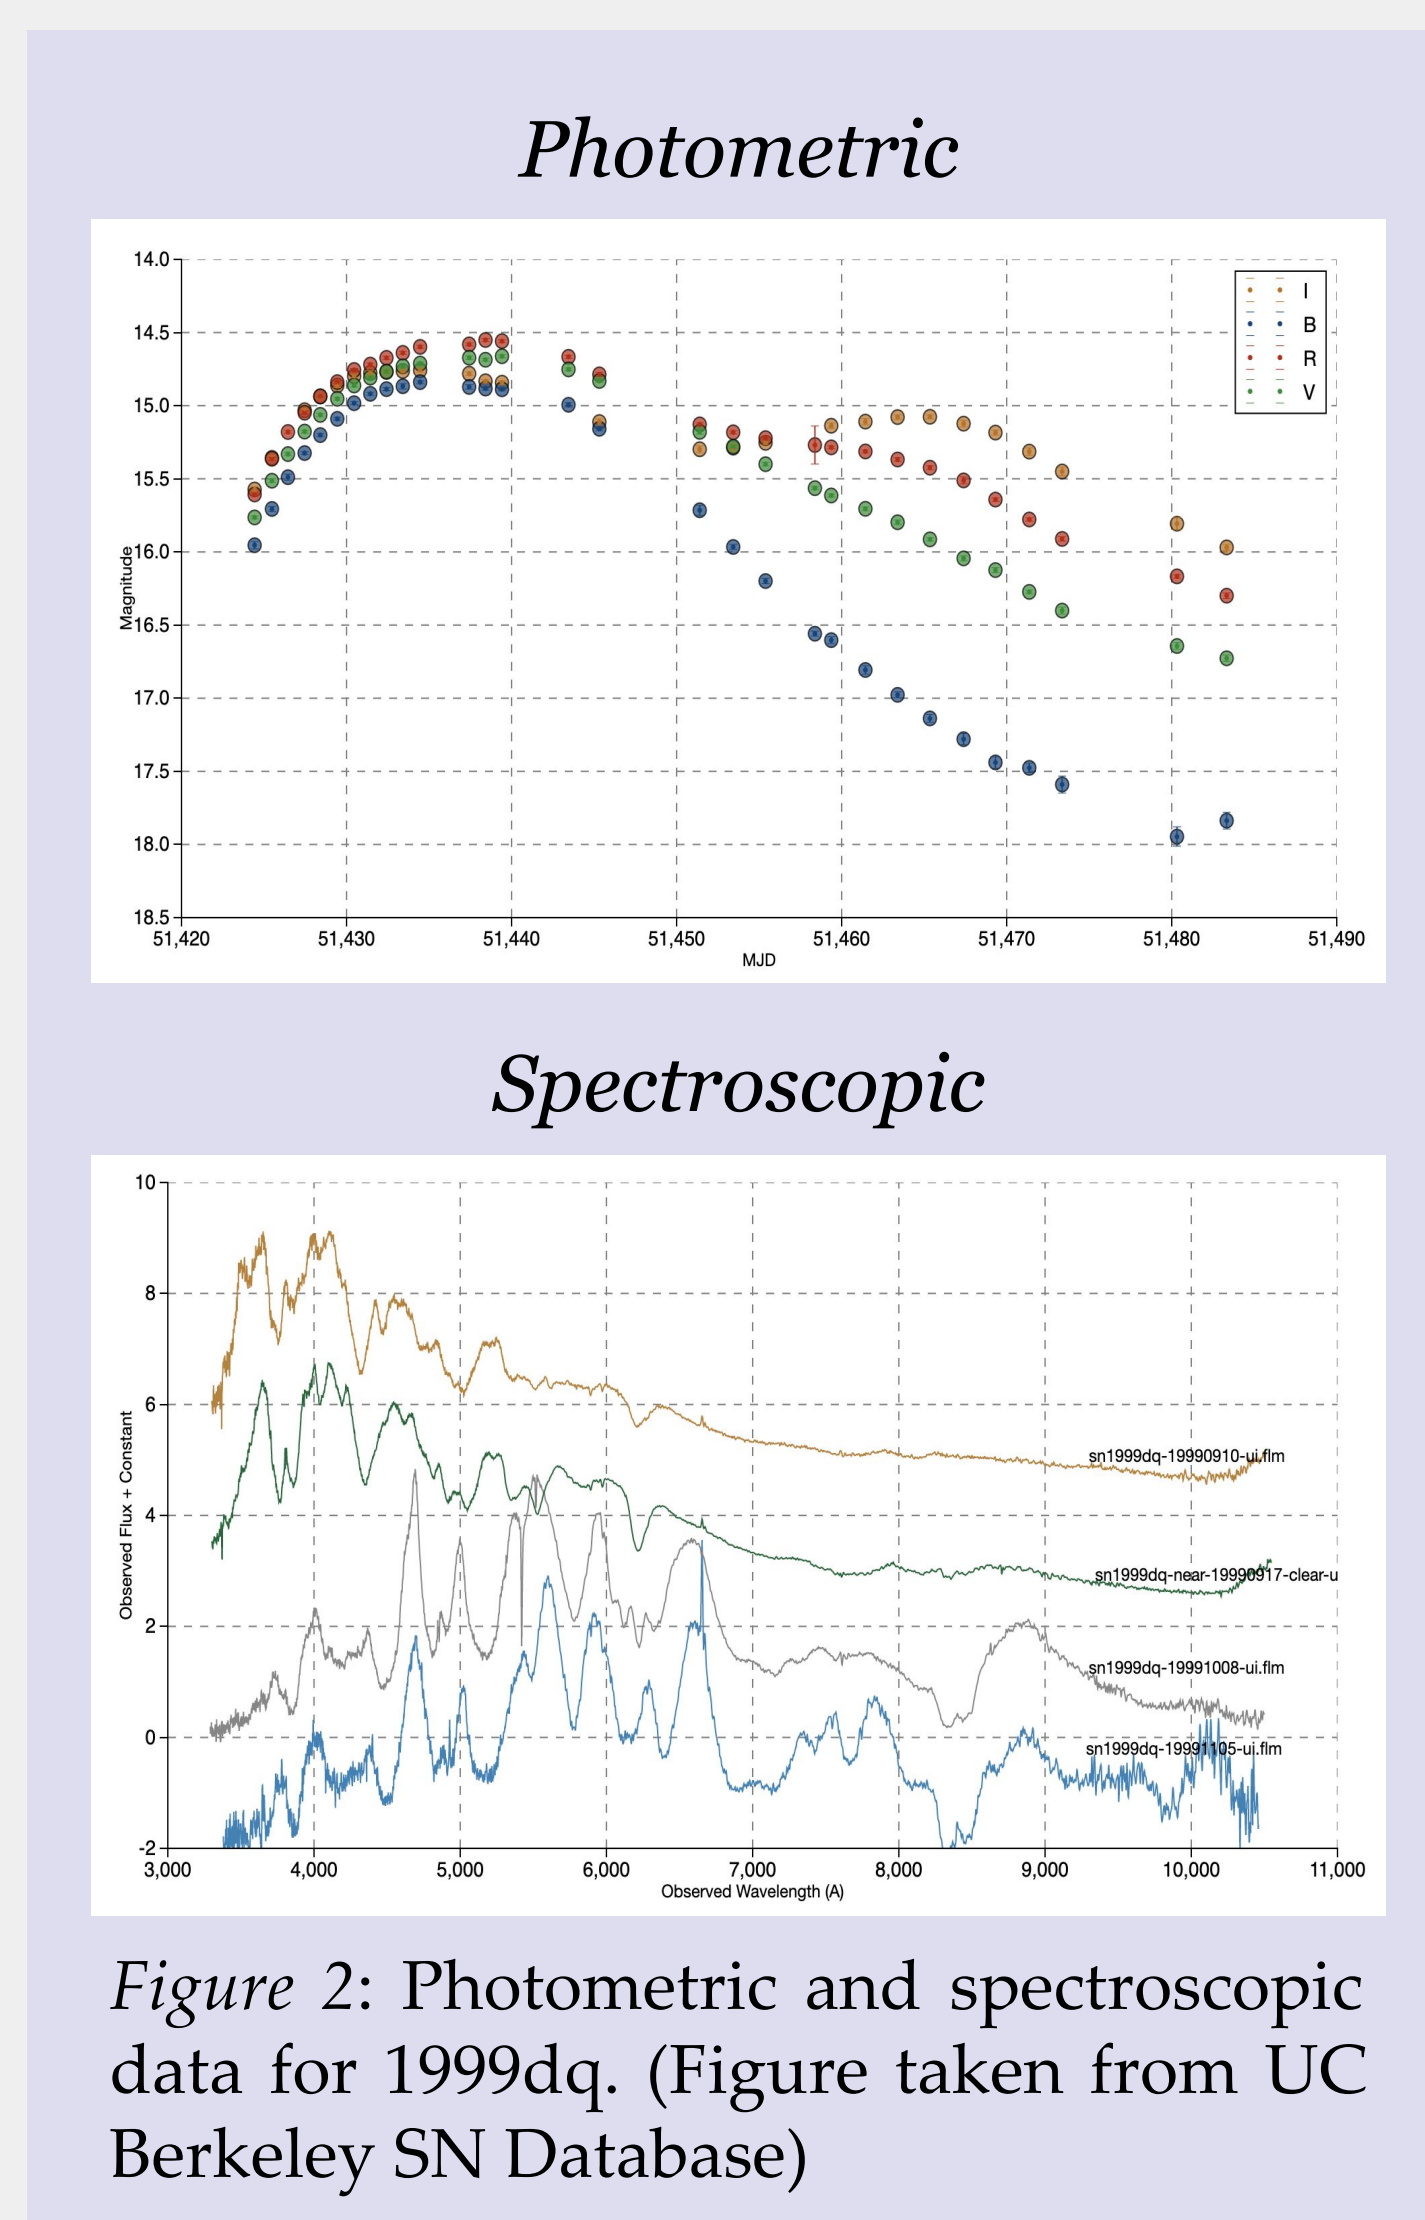 Photometric
14.0
14.5
15.0
15.5
16.0
16.5
17.0
17.5
18.0
18.5
Magnitude
I
B
R
V
51,420 51,430 51,440 51,450 51,460 51,470 51,480 51,490
MJD
Spectroscopic
10
8
6
4
2
0
-2
Observed Flux + Constant
sn1999dq-19990910-ui.flm
sn1999dq-near-19990917-clear-u
sn1999dq-19991008-ui.flm
sn1999dq-19991105-ui.flm
3,000 4,000 5,000 6,000 7,000 8,000 9,000 10,000 11,000
Observed Wavelength (A)
Figure 2: Photometric and spectroscopic
data for 1999dq. (Figure taken from UC
Berkeley SN Database)